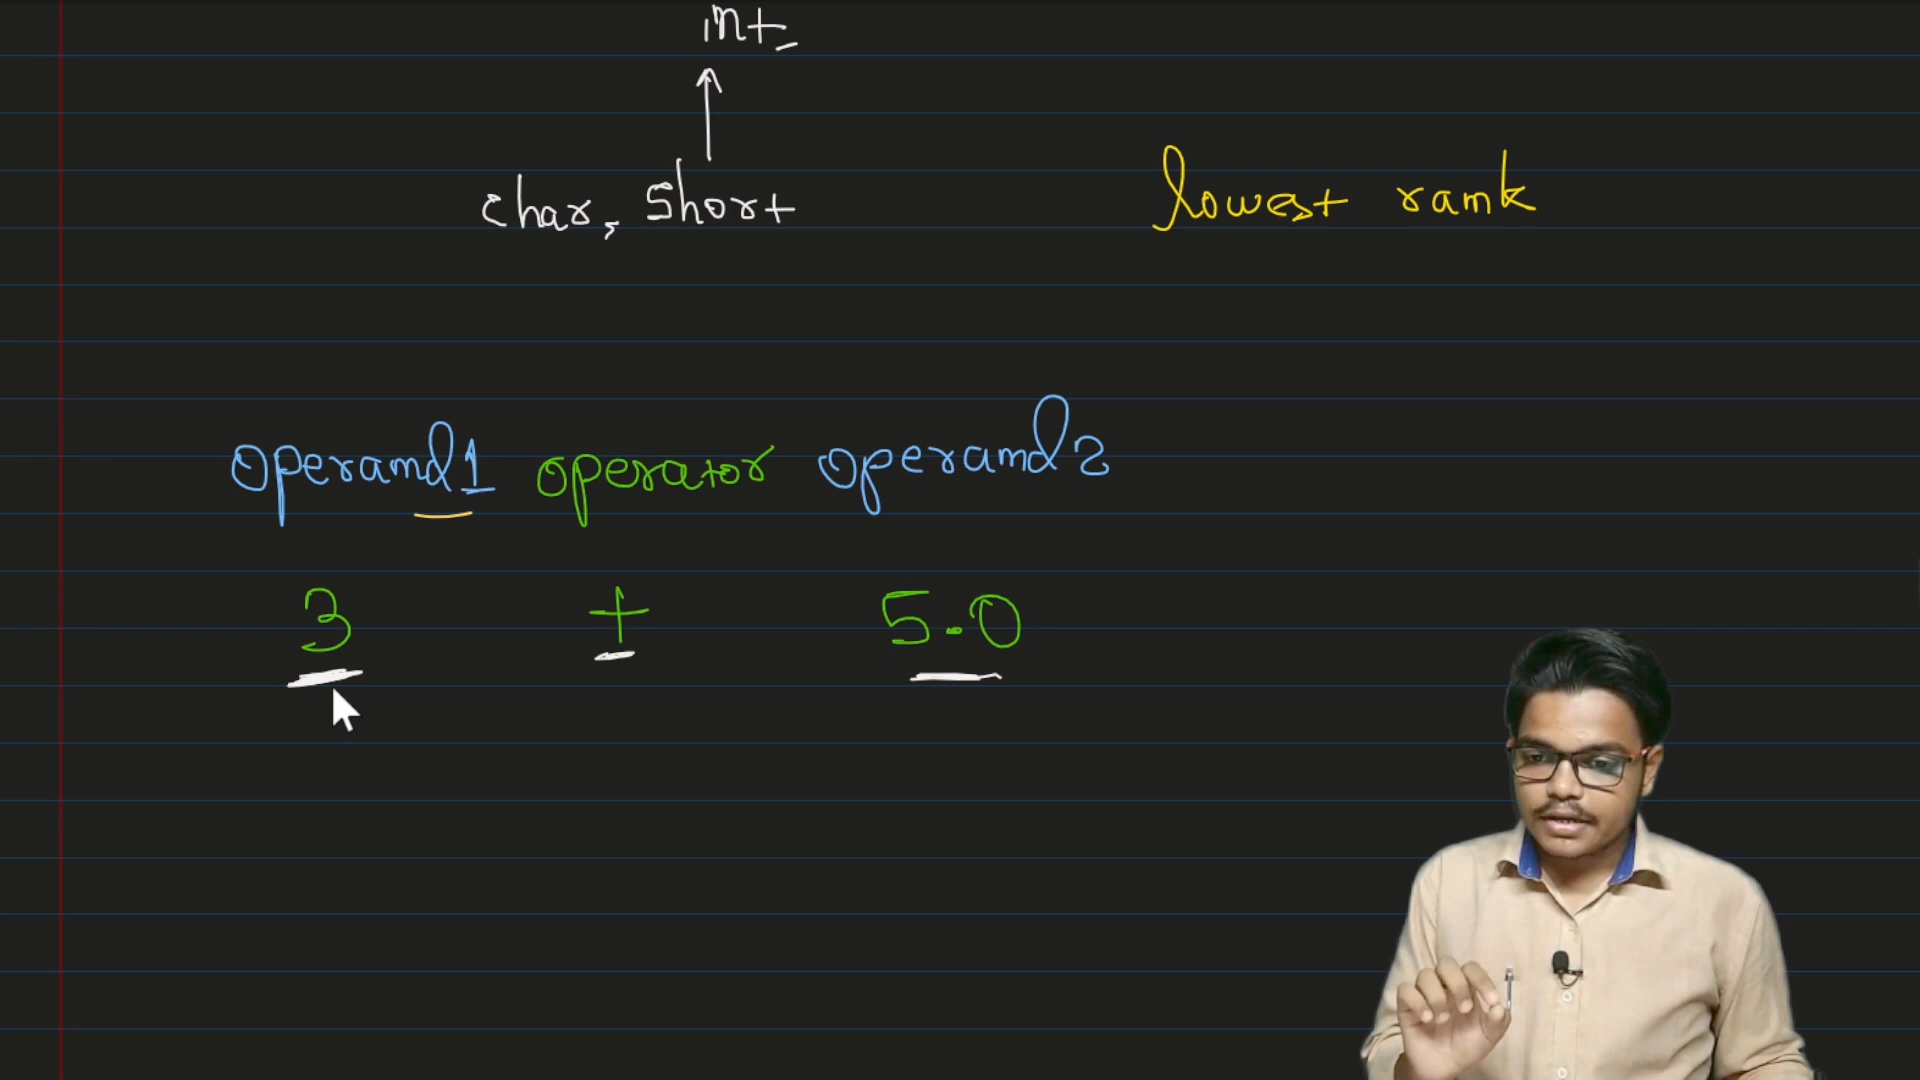 int
char, short
lowest rank
operand1 operator operand2
3 + 5.0